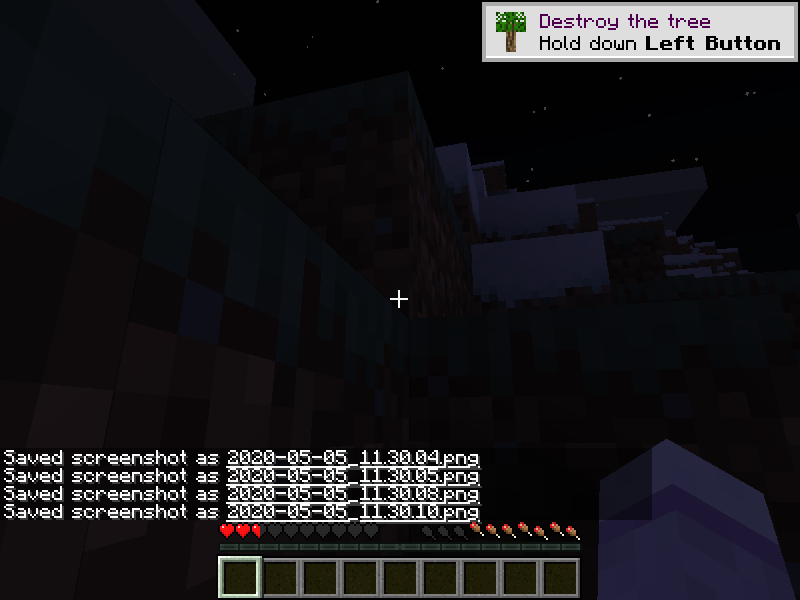 Destroy the tree
Hold down Left Button
Saved screenshot as 2020-05-05_11.30.04.png
Saved screenshot as 2020-05-05_11.30.05.png
Saved screenshot as 2020-05-05_11.30.08.png
Saved screenshot as 2020-05-05_11.30.10.png